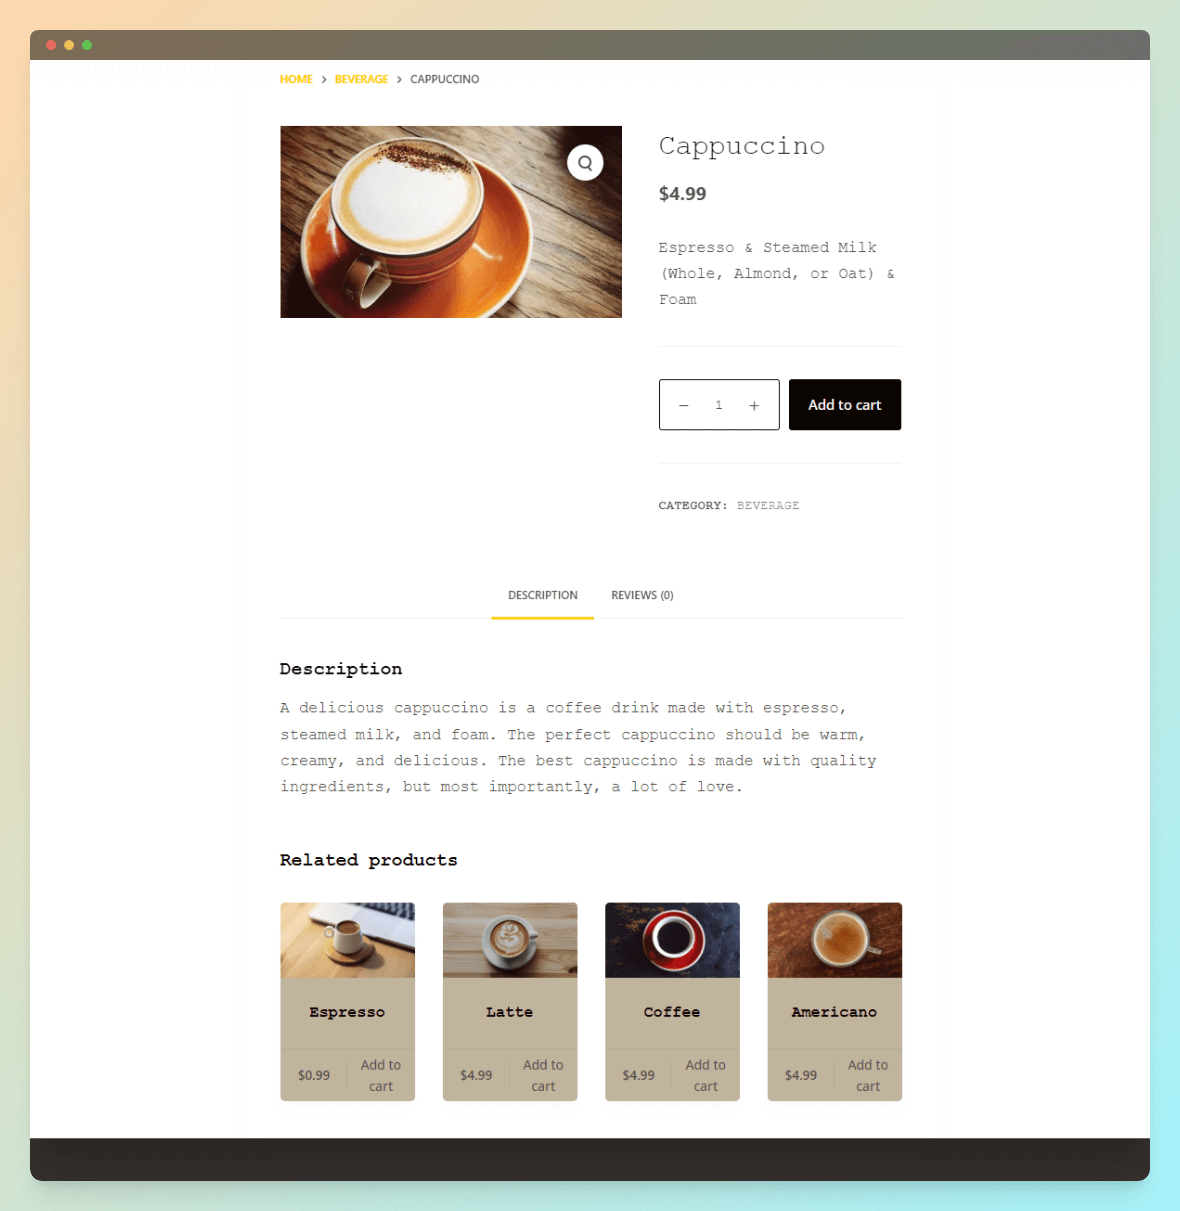 HOME > BEVERAGE > CAPPUCCINO
Cappuccino
$4.99
Espresso & Steamed Milk
(Whole, Almond, or Oat) &
Foam
− 1 + Add to cart
CATEGORY: BEVERAGE
DESCRIPTION REVIEWS (0)
Description
A delicious cappuccino is a coffee drink made with espresso,
steamed milk, and foam. The perfect cappuccino should be warm,
creamy, and delicious. The best cappuccino is made with quality
ingredients, but most importantly, a lot of love.
Related products
Espresso
$0.99
Add to
cart
Latte
$4.99
Add to
cart
Coffee
$4.99
Add to
cart
Americano
$4.99
Add to
cart